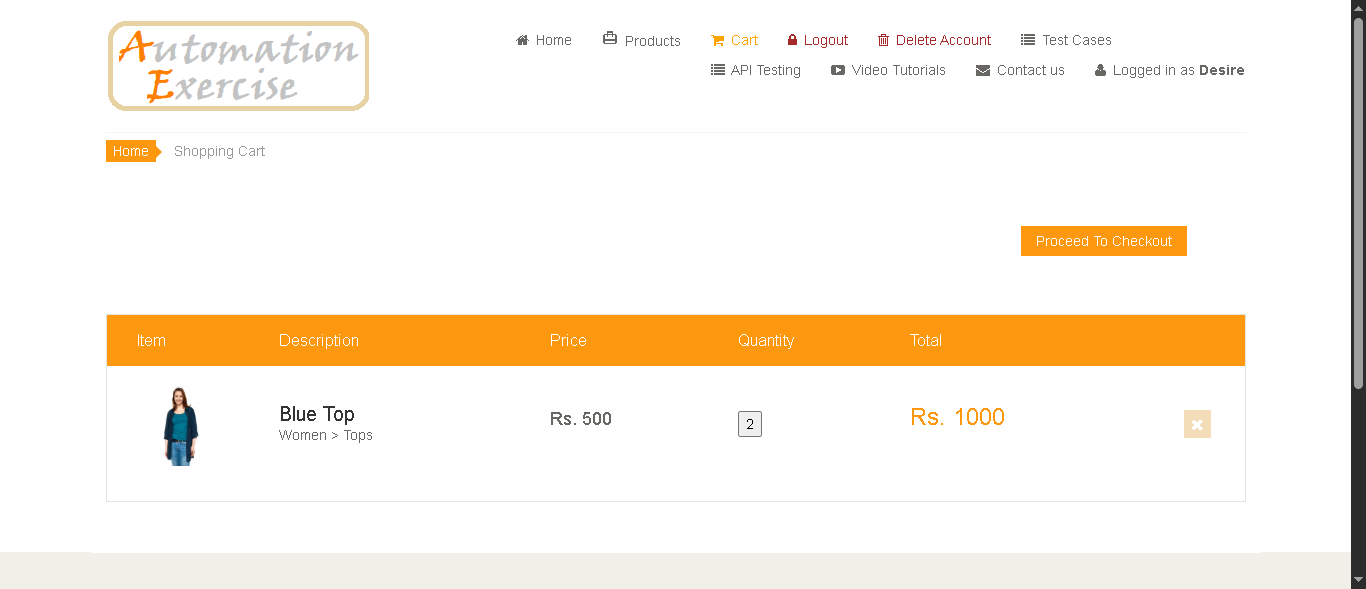 Automation
Exercise
Home Products Cart Logout Delete Account Test Cases
API Testing Video Tutorials Contact us Logged in as Desire
Home Shopping Cart
Proceed To Checkout
Item Description Price Quantity Total
Blue Top
Women > Tops
Rs. 500
2
Rs. 1000